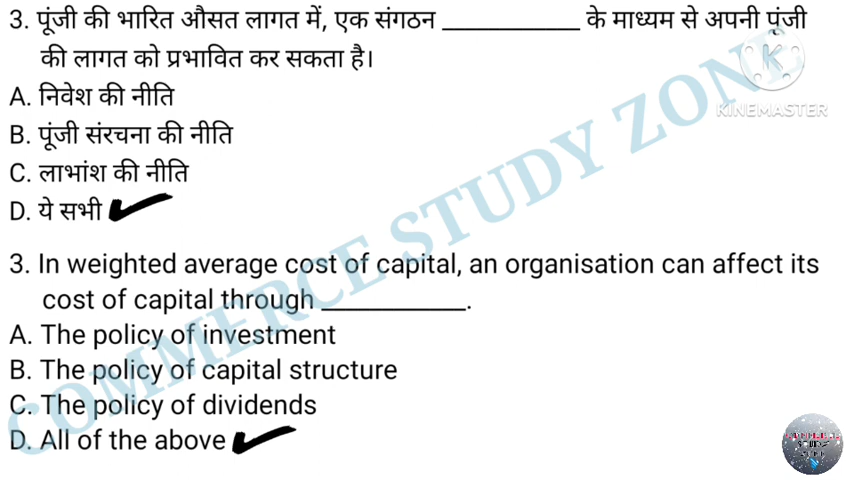 3. पूंजी की भारित औसत लागत में, एक संगठन ____________ के माध्यम से अपनी पूंजी
की लागत को प्रभावित कर सकता है।
A. निवेश की नीति
B. पूंजी संरचना की नीति
C. लाभांश की नीति
D. ये सभी
3. In weighted average cost of capital, an organisation can affect its
cost of capital through ____________.
A. The policy of investment
B. The policy of capital structure
C. The policy of dividends
D. All of the above
COMMERCE STUDY ZONE
K
KINEMASTER